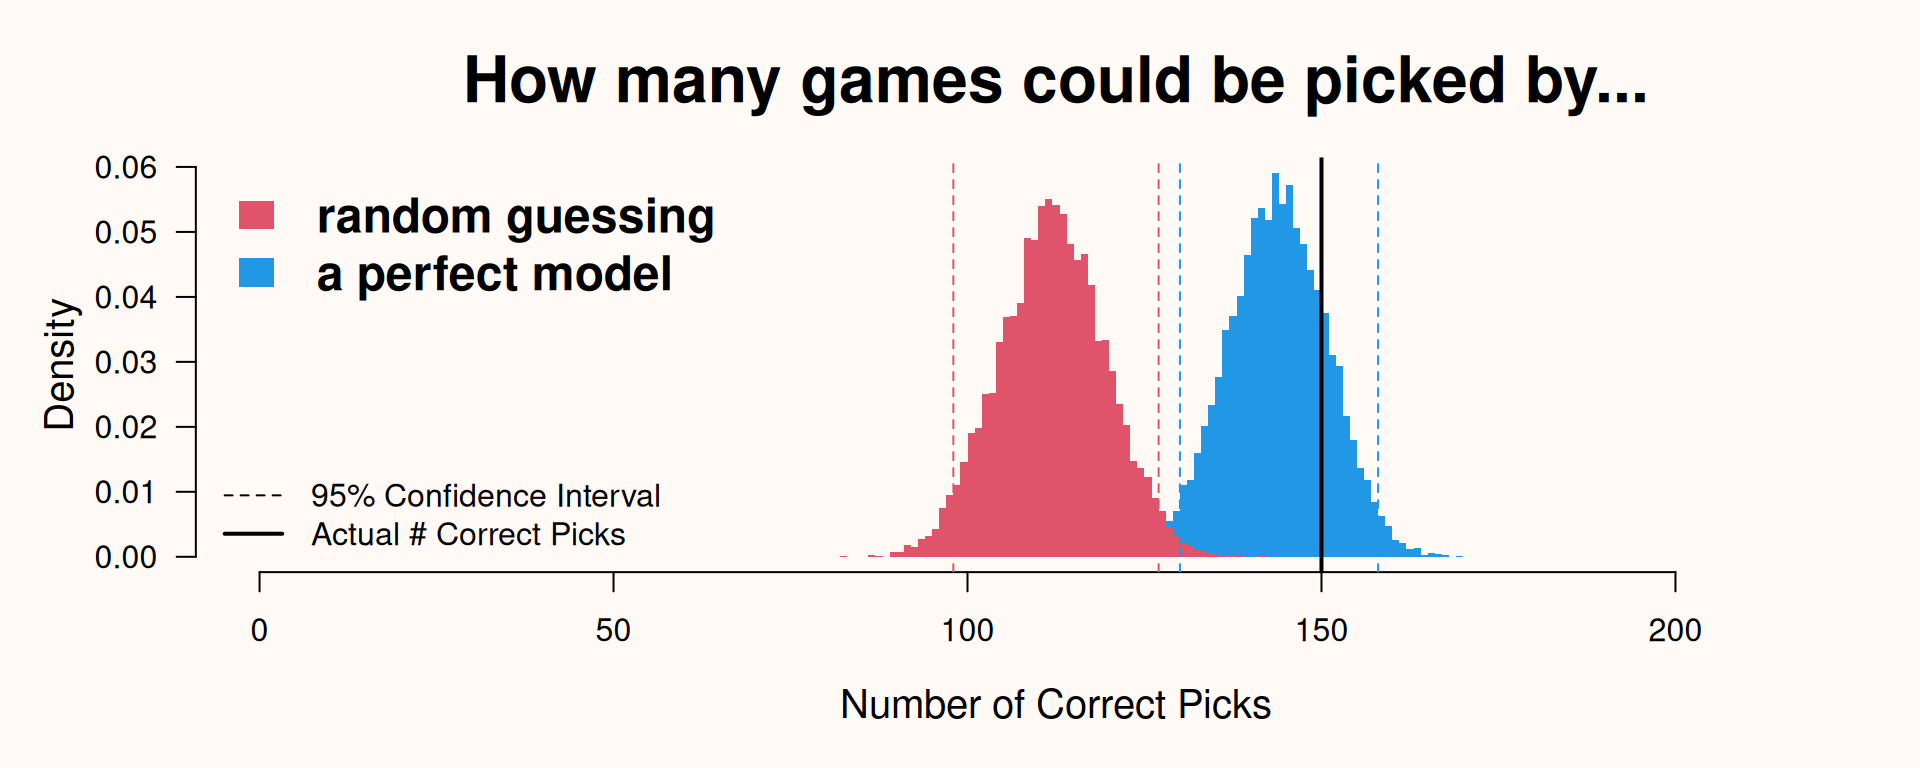 How many games could be picked by...
random guessing
a perfect model
95% Confidence Interval
Actual # Correct Picks
Density
0.06
0.05
0.04
0.03
0.02
0.01
0.00
0 50 100 150 200
Number of Correct Picks